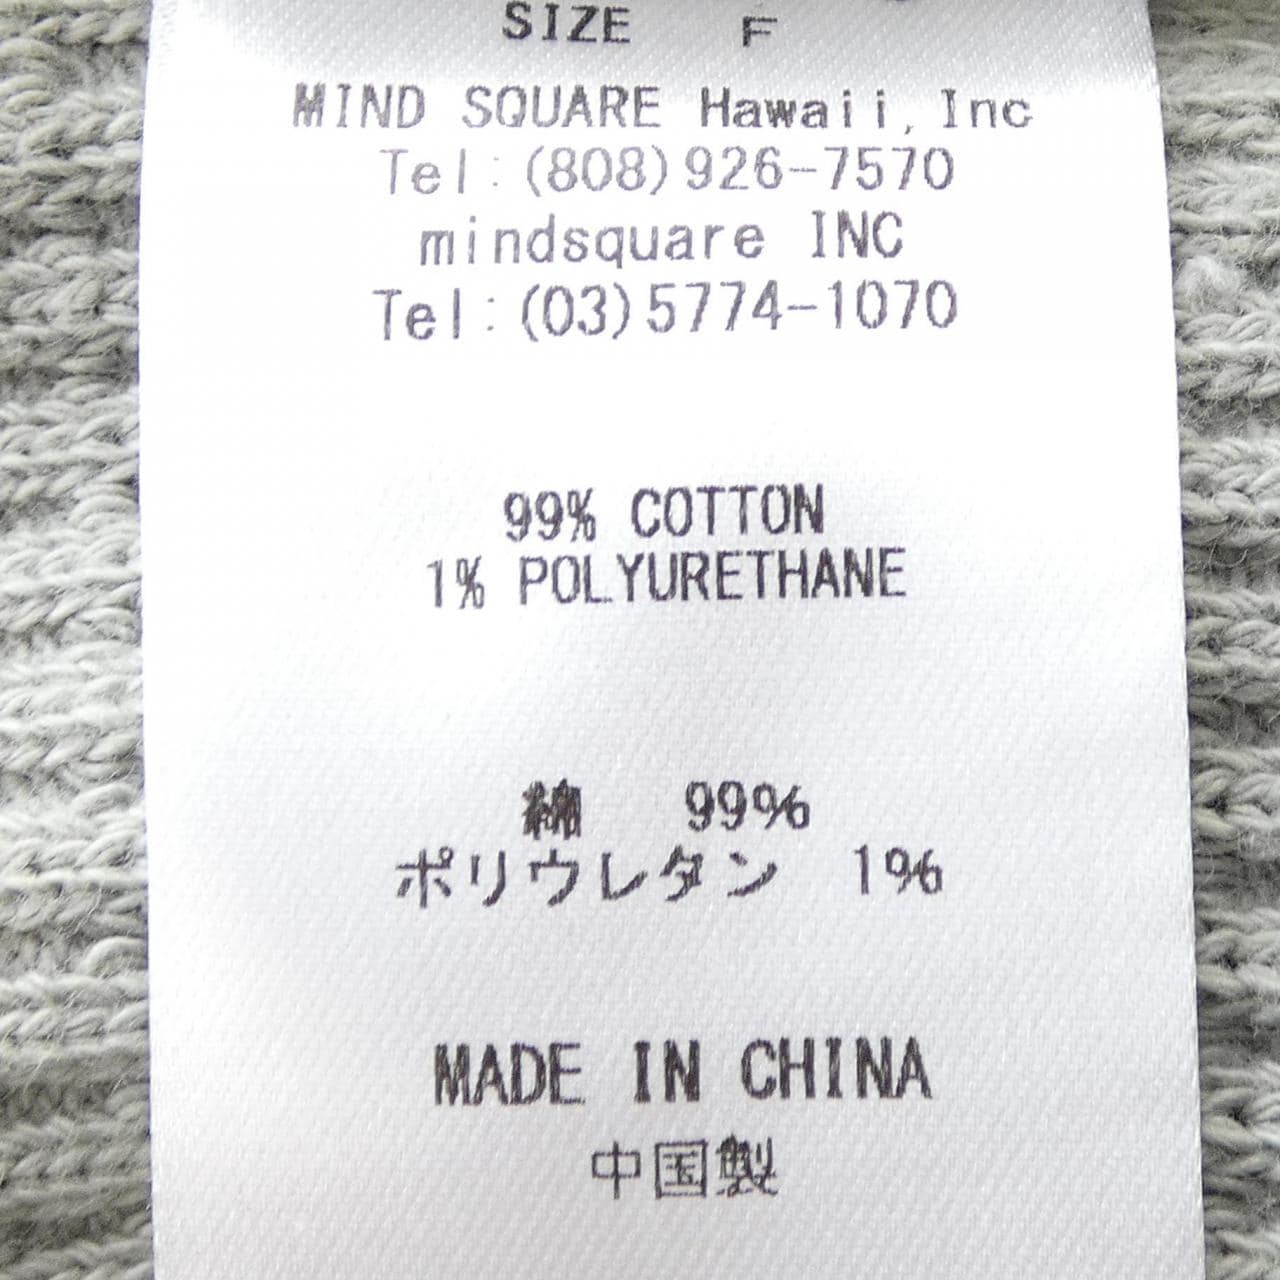 SIZE F
MIND SQUARE Hawaii, Inc
Tel:(808)926-7570
mindsquare INC
Tel:(03)5774-1070
99% COTTON
1% POLYURETHANE
綿 99%
ポリウレタン 1%
MADE IN CHINA
中国製